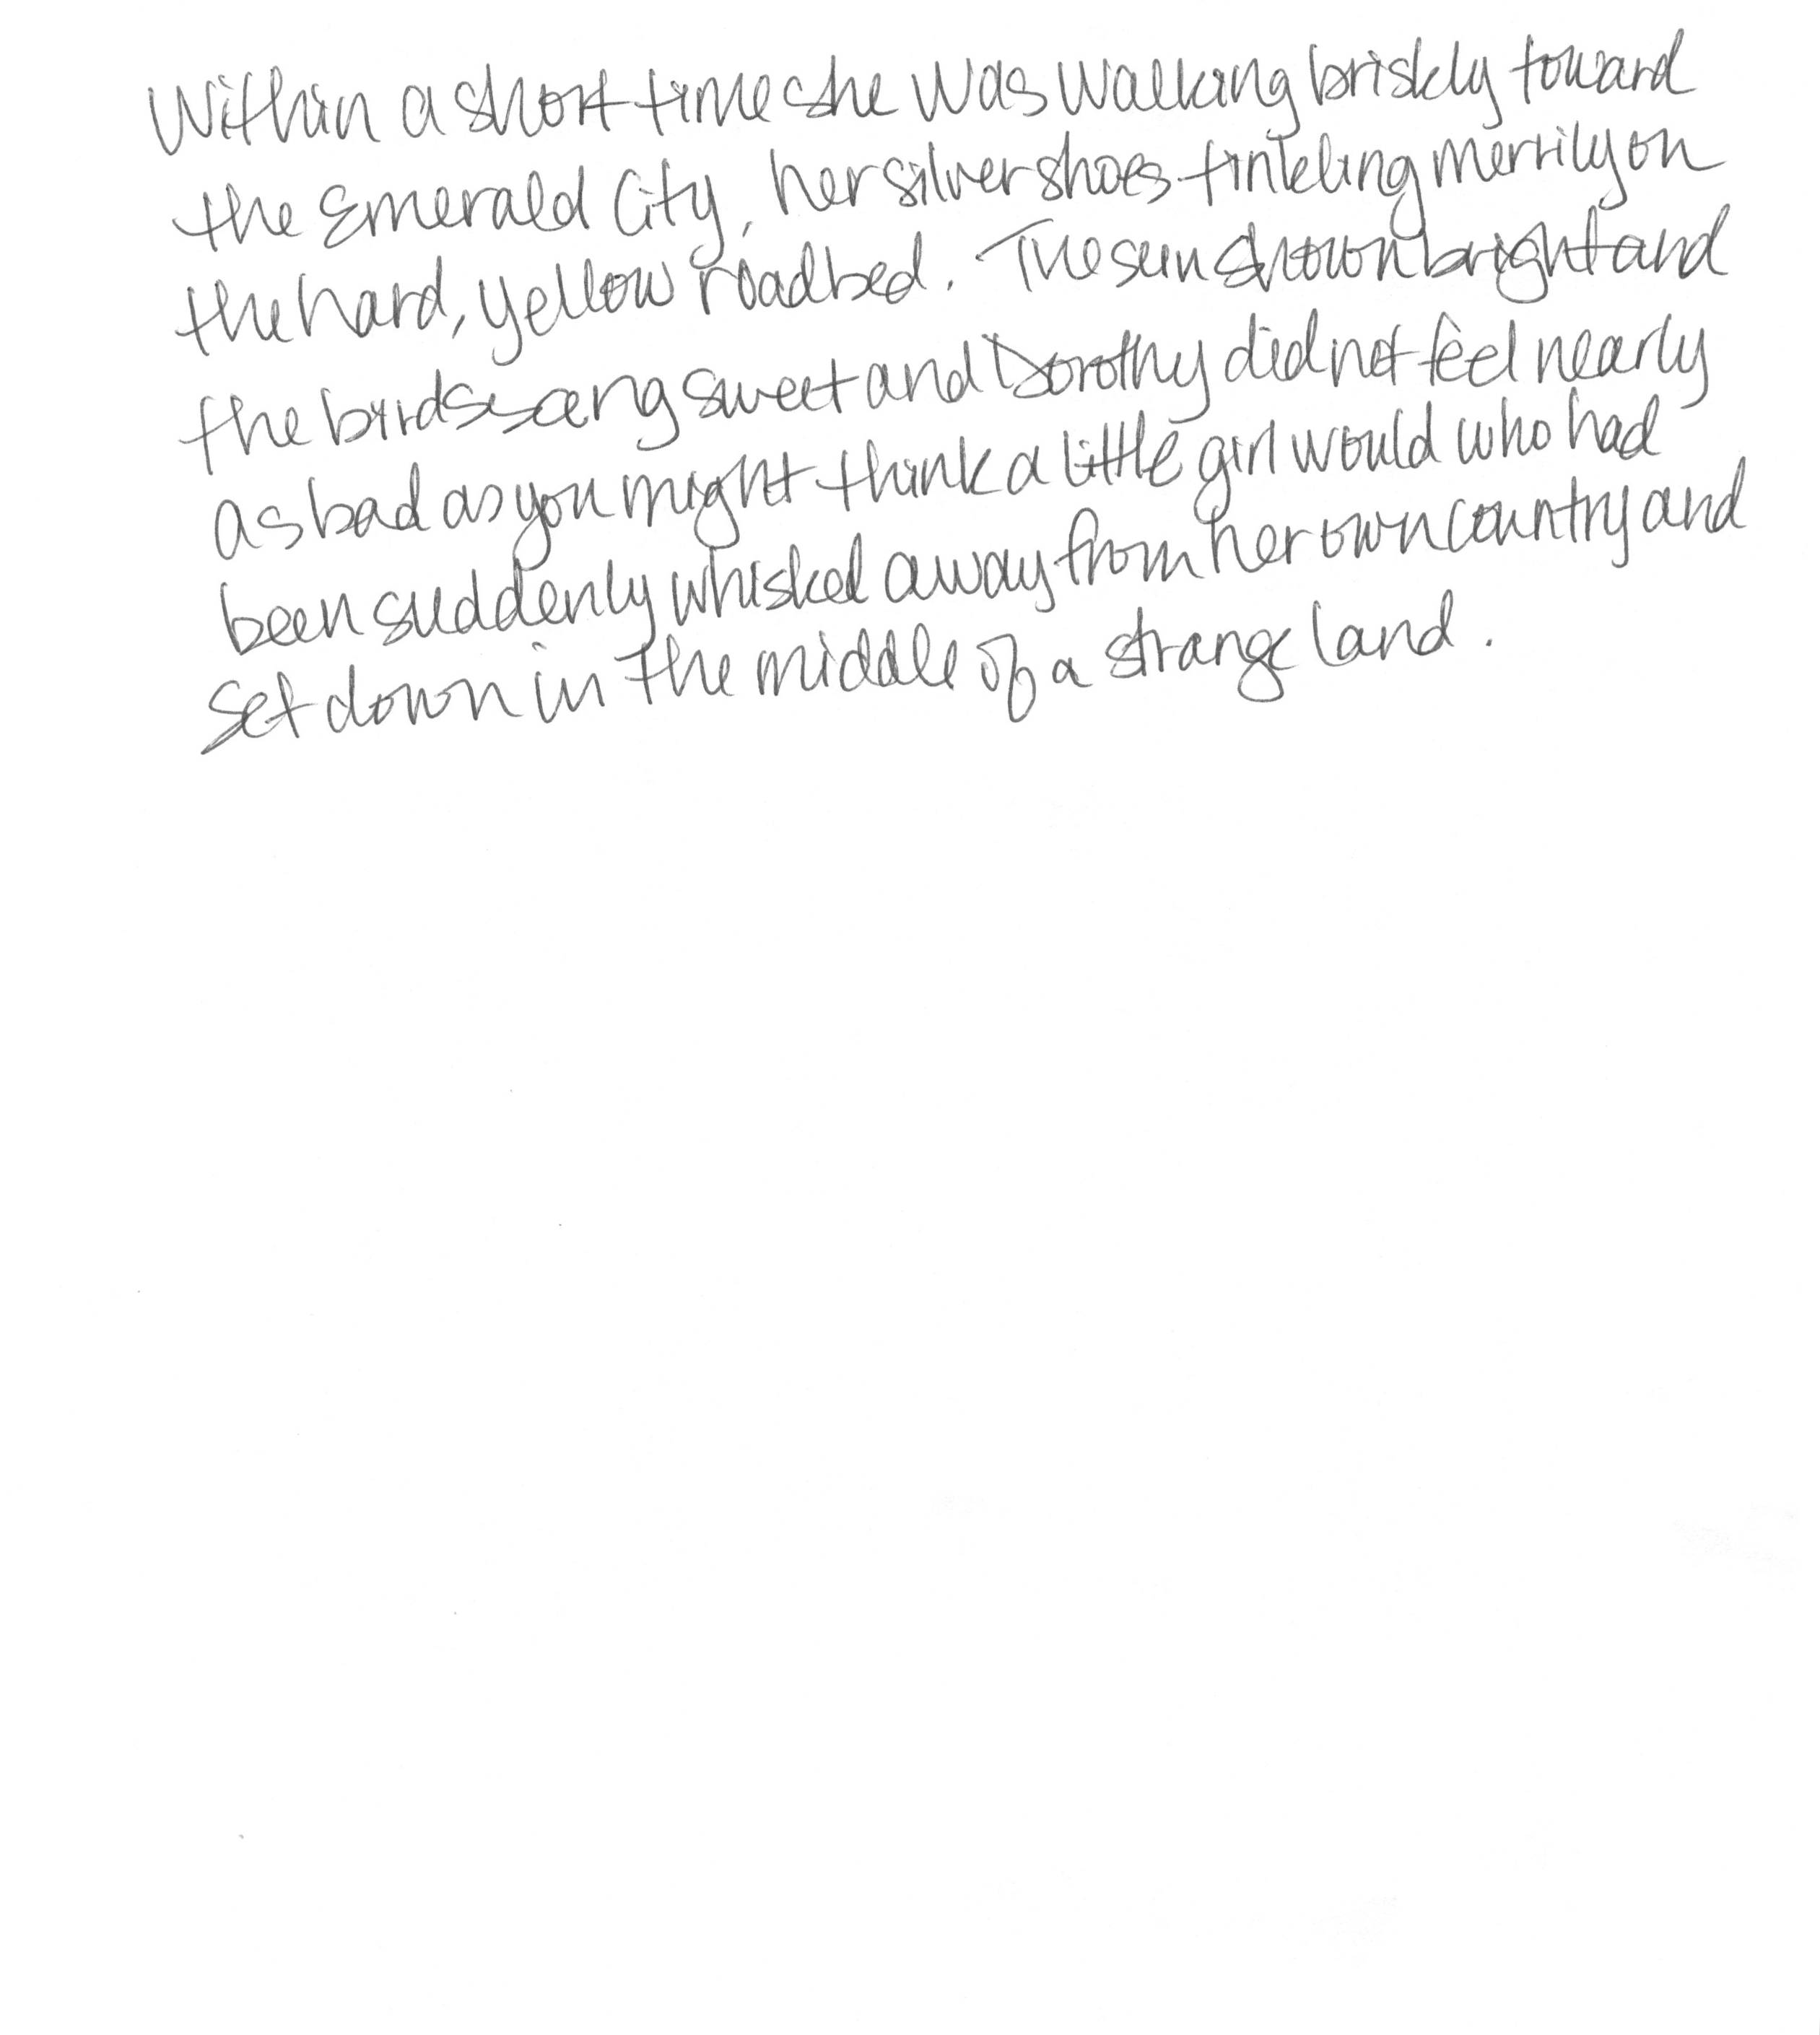 Within a short time she was walking briskly toward
the Emerald City, her silver shoes tinkling merrily on
the hard, yellow roadbed. The sun shown bright and
the birds sang sweet and Dorothy did not feel nearly
as bad as you might think a little girl would who had
been suddenly whisked away from her own country and
set down in the middle of a strange land.